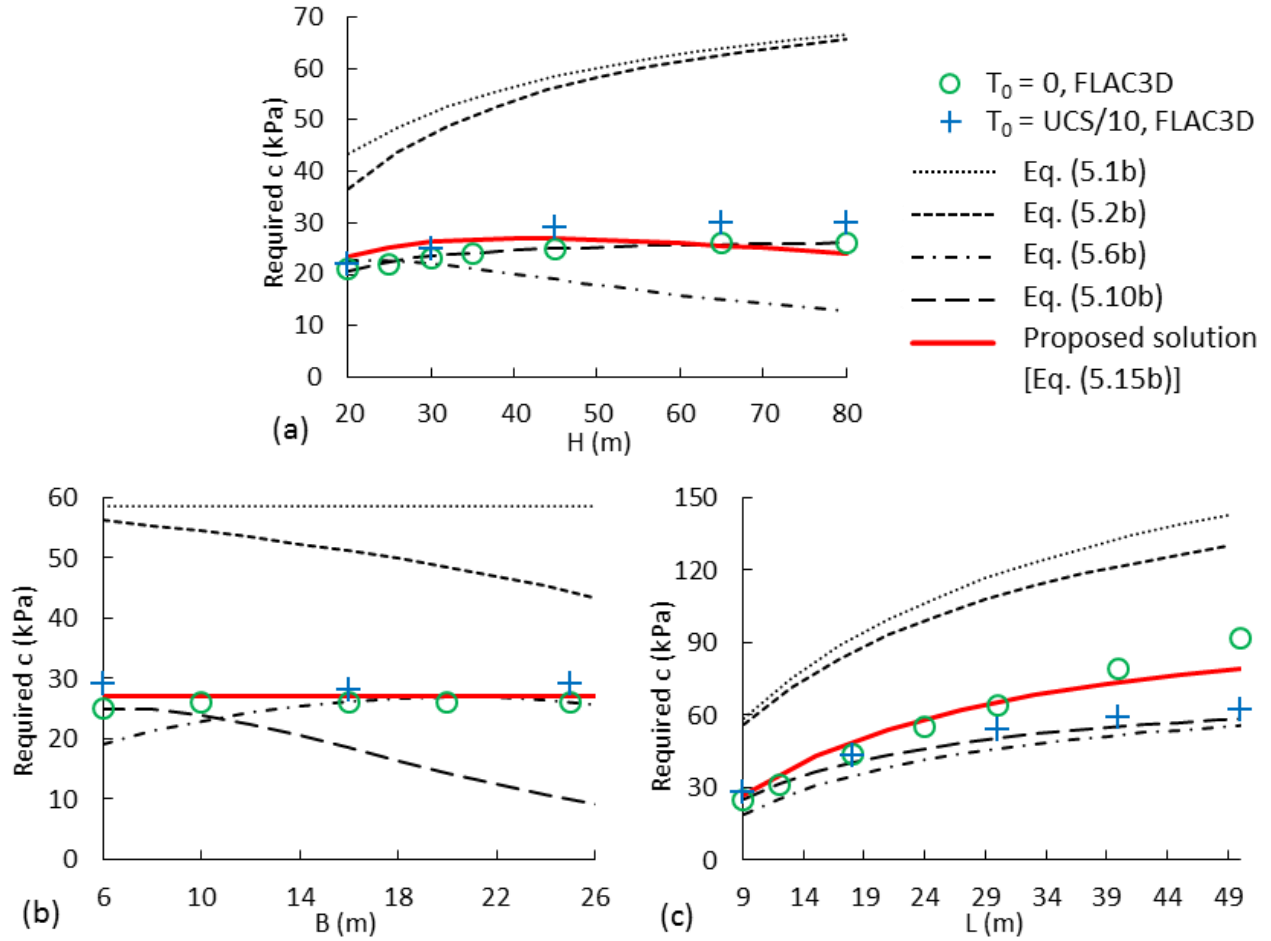 70
60
50
40
30
20
10
0
Required c (kPa)
20 30 40 50 60 70 80
H (m)
(a)
T0 = 0, FLAC3D
T0 = UCS/10, FLAC3D
Eq. (5.1b)
Eq. (5.2b)
Eq. (5.6b)
Eq. (5.10b)
Proposed solution
[Eq. (5.15b)]
60
50
40
30
20
10
0
Required c (kPa)
6 10 14 18 22 26
B (m)
(b)
150
120
90
60
30
0
Required c (kPa)
9 14 19 24 29 34 39 44 49
L (m)
(c)